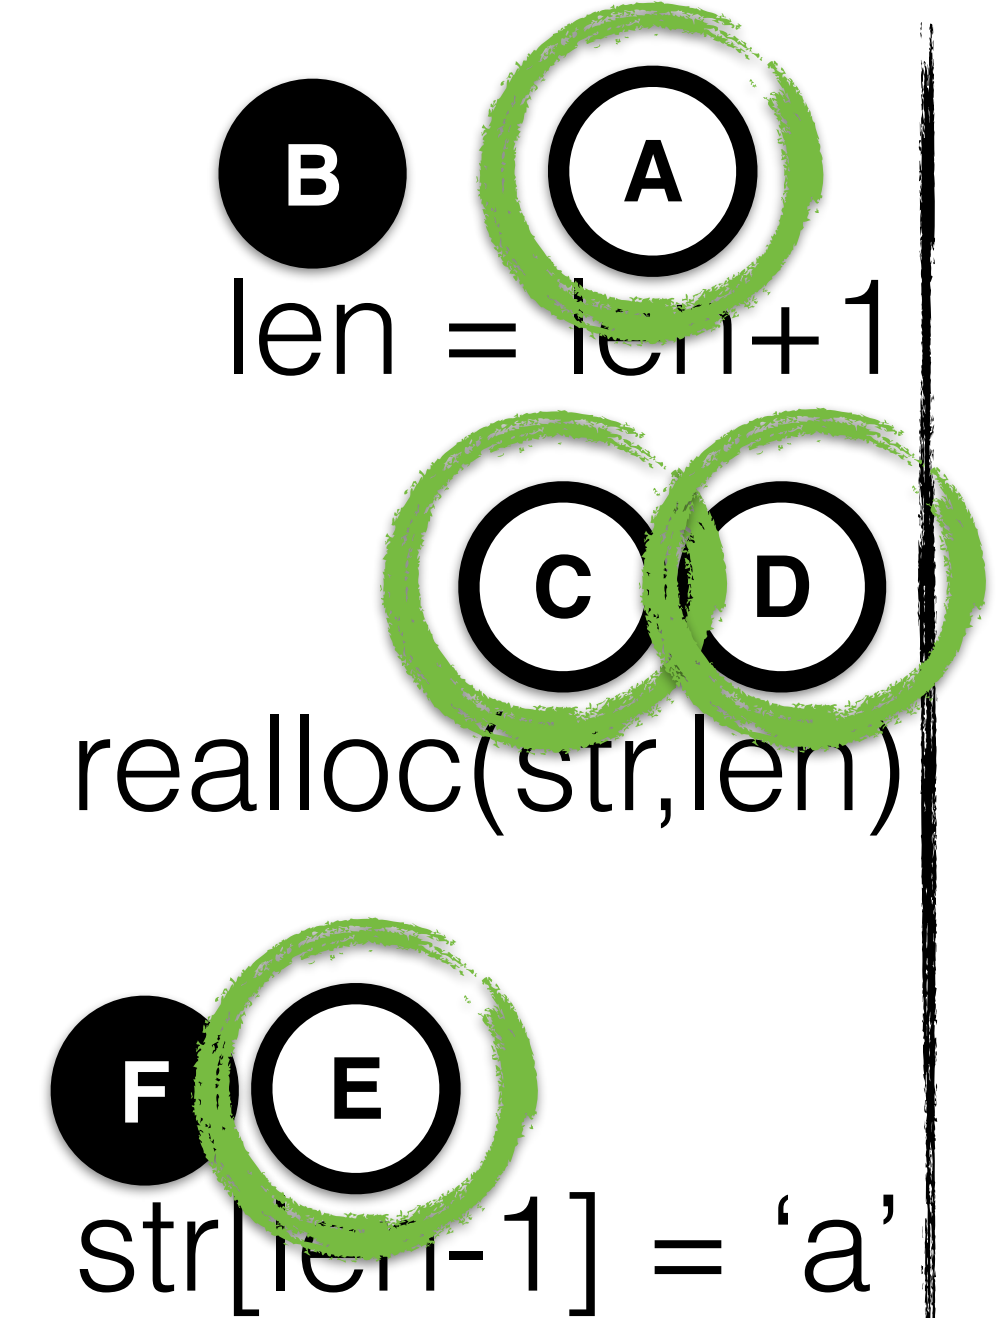 B A
len = len+1
C D
realloc(str,len)
F E
str[len-1] = ‘a’